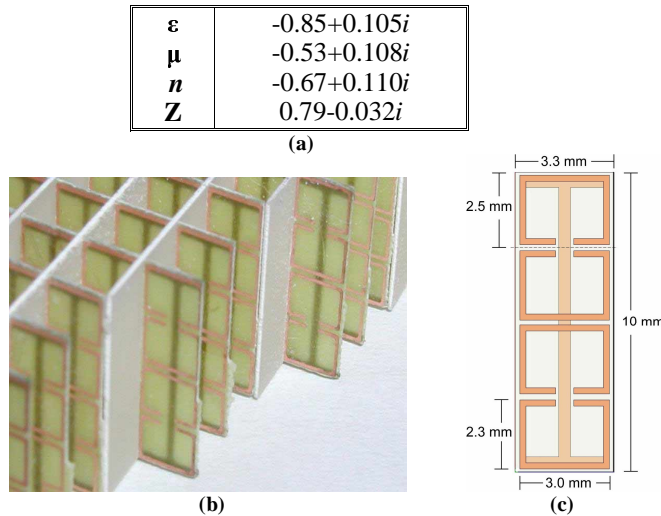 ε -0.85+0.105i
μ -0.53+0.108i
n -0.67+0.110i
Z 0.79-0.032i
(a)
3.3 mm
2.5 mm
10 mm
2.3 mm
3.0 mm
(b)
(c)